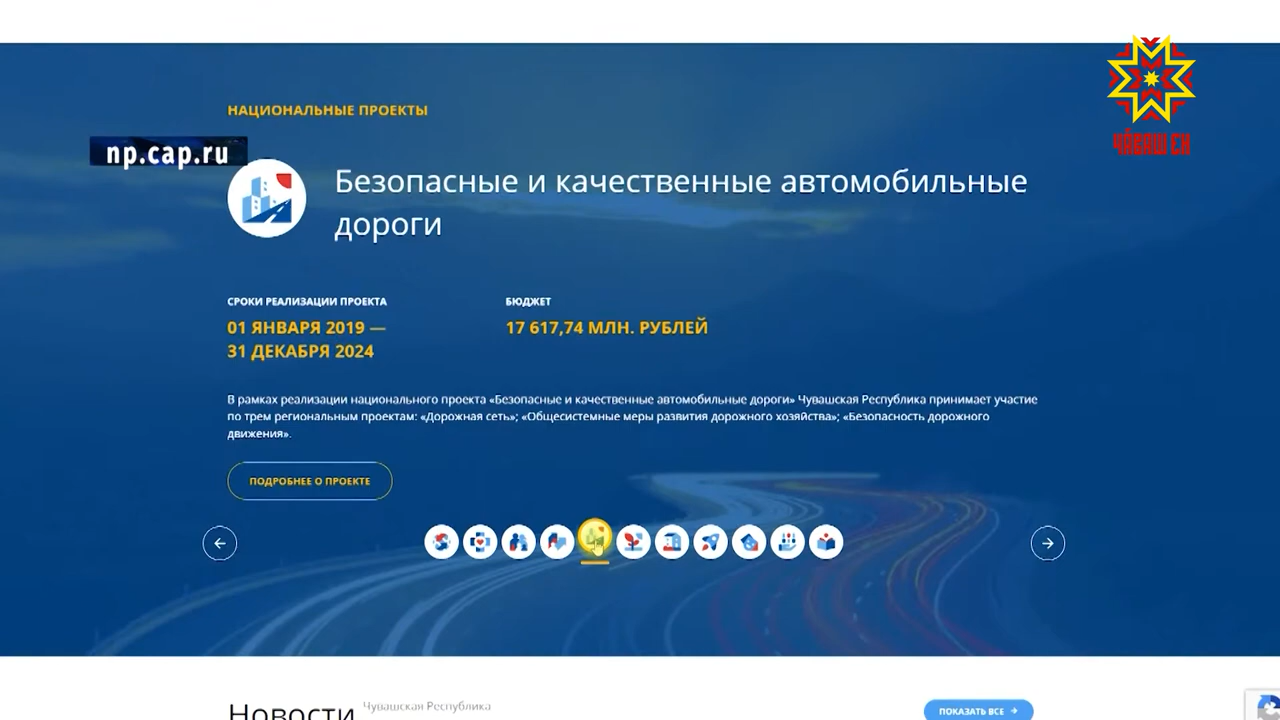 НАЦИОНАЛЬНЫЕ ПРОЕКТЫ
np.cap.ru
ЧӐВАШ ЕН
Безопасные и качественные автомобильные
дороги
СРОКИ РЕАЛИЗАЦИИ ПРОЕКТА
01 ЯНВАРЯ 2019 —
31 ДЕКАБРЯ 2024
БЮДЖЕТ
17 617,74 МЛН. РУБЛЕЙ
В рамках реализации национального проекта «Безопасные и качественные автомобильные дороги» Чувашская Республика принимает участие
по трем региональным проектам: «Дорожная сеть»; «Общесистемные меры развития дорожного хозяйства»; «Безопасность дорожного
движения».
ПОДРОБНЕЕ О ПРОЕКТЕ
Новости
Чувашская Республика
ПОКАЗАТЬ ВСЕ